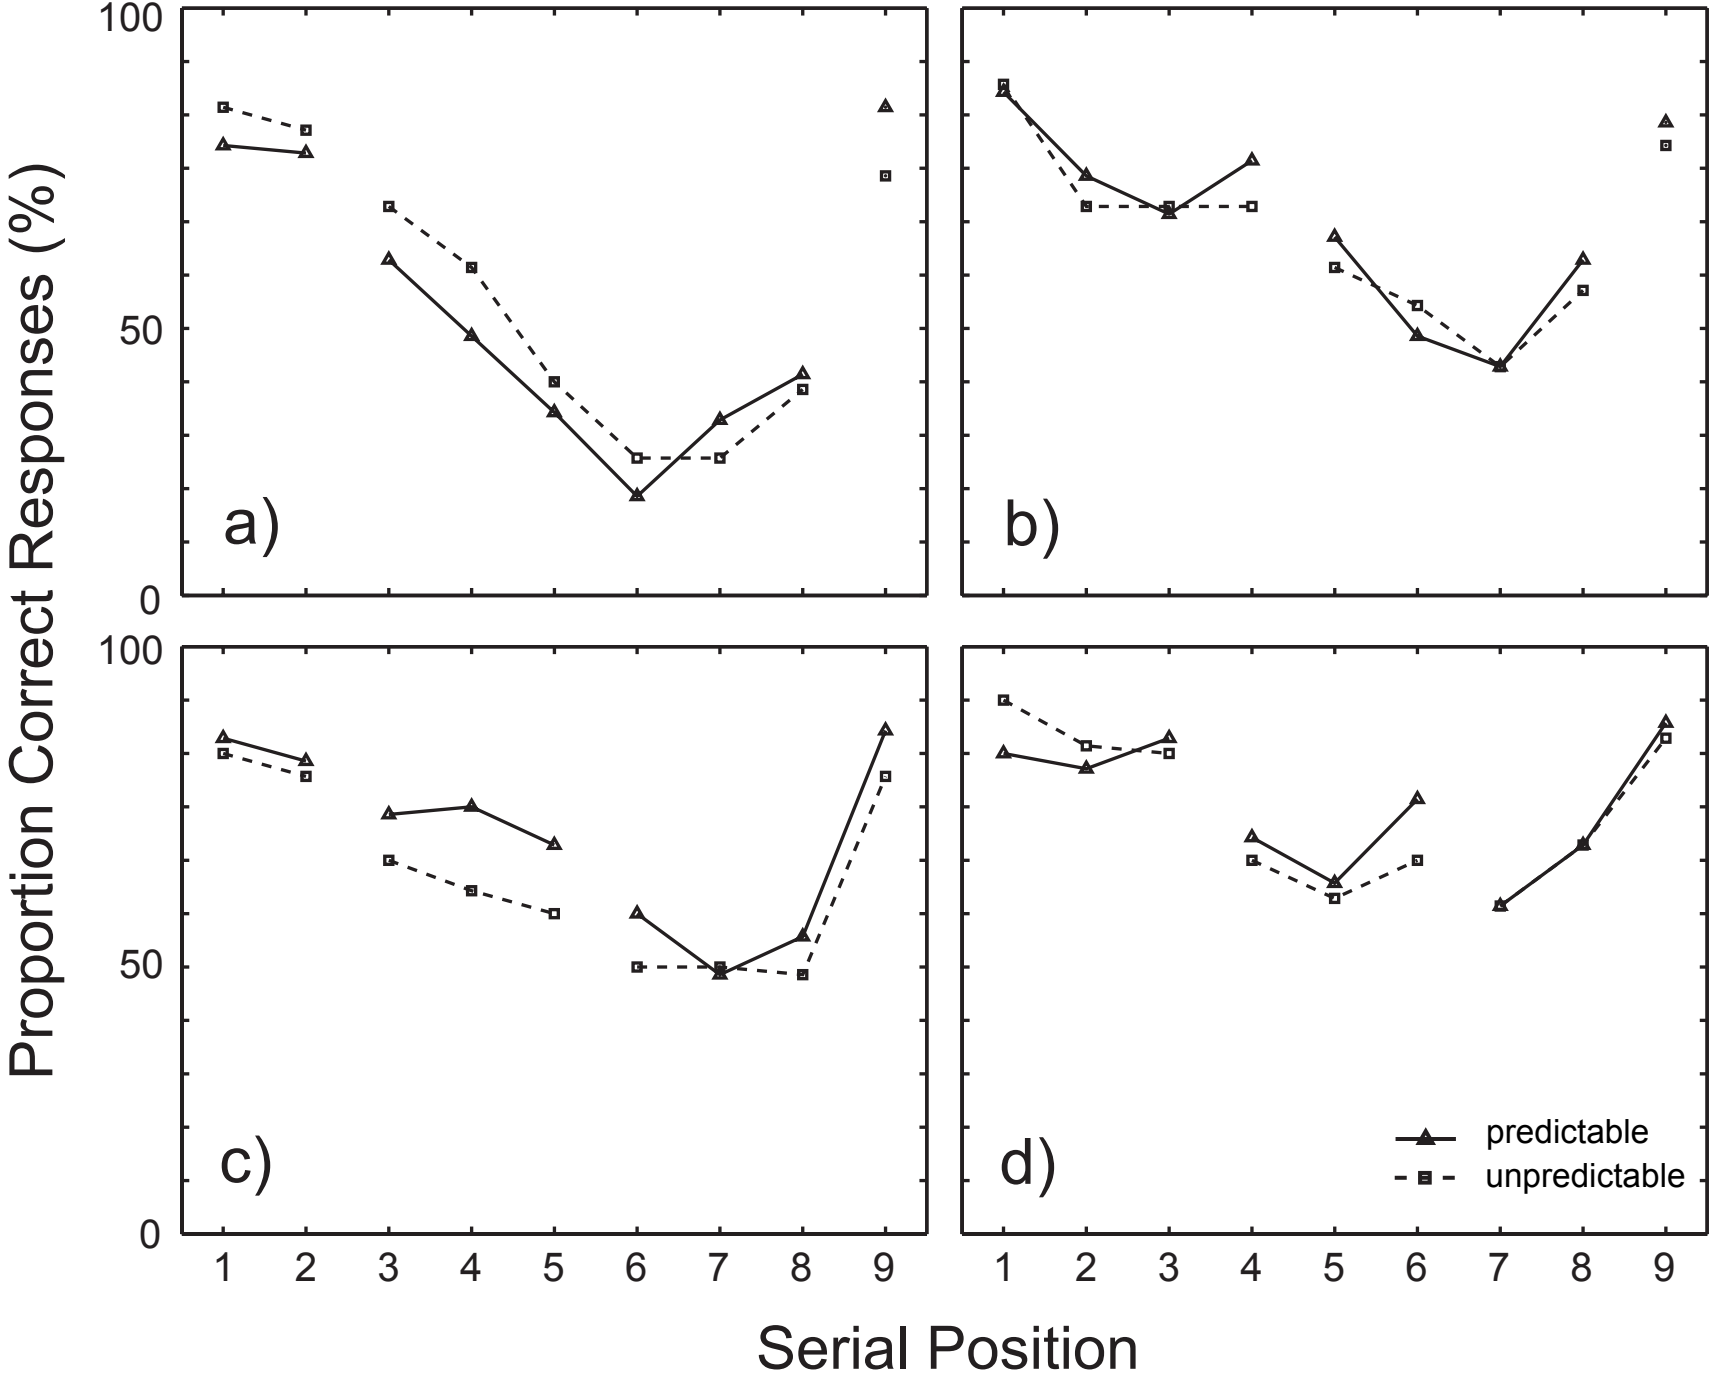 Proportion Correct Responses (%)
100
50
0
a)
b)
100
50
0
c)
d)
predictable
unpredictable
1 2 3 4 5 6 7 8 9
1 2 3 4 5 6 7 8 9
Serial Position